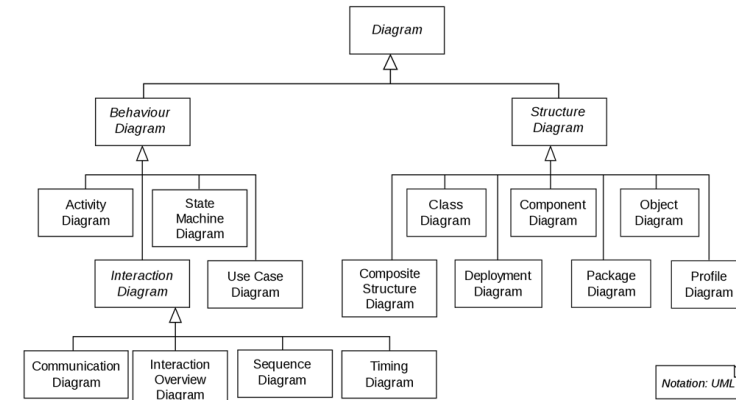 Diagram
Behaviour
Diagram
Structure
Diagram
Activity
Diagram
State
Machine
Diagram
Class
Diagram
Component
Diagram
Object
Diagram
Interaction
Diagram
Use Case
Diagram
Composite
Structure
Diagram
Deployment
Diagram
Package
Diagram
Profile
Diagram
Communication
Diagram
Interaction
Overview
Diagram
Sequence
Diagram
Timing
Diagram
Notation: UML